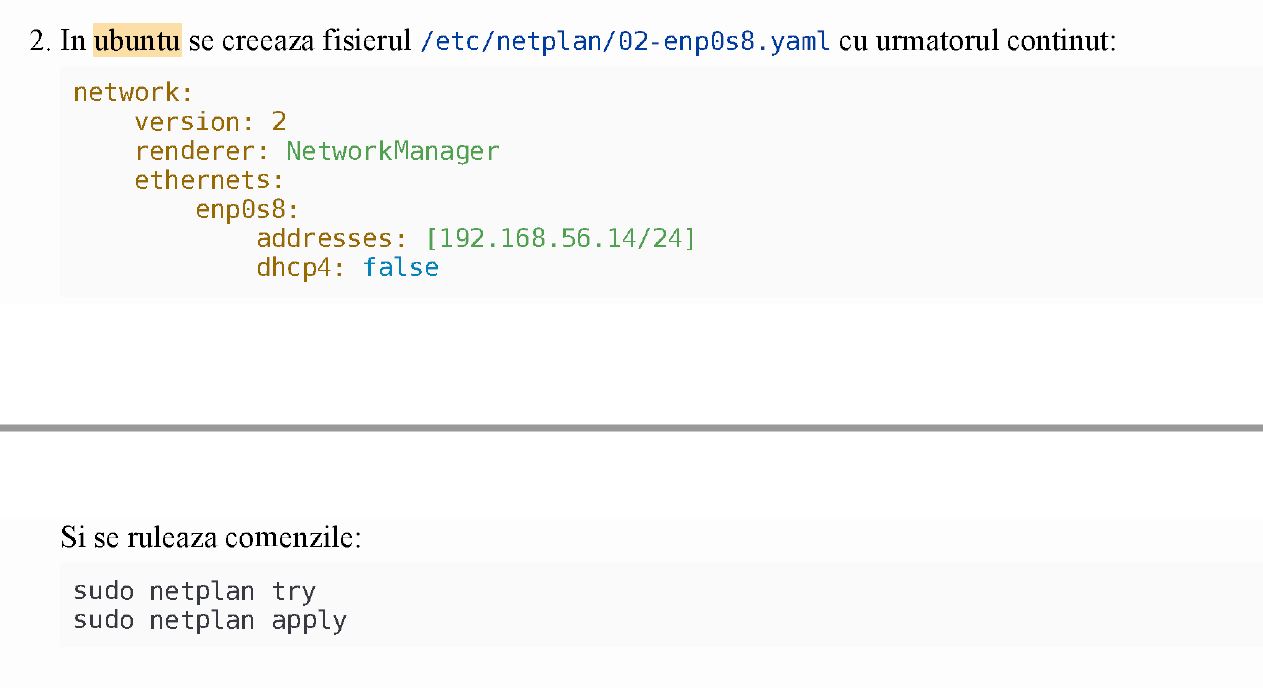 2. In ubuntu se creeaza fisierul /etc/netplan/02-enp0s8.yaml cu urmatorul continut:
network:
    version: 2
    renderer: NetworkManager
    ethernets:
        enp0s8:
            addresses: [192.168.56.14/24]
            dhcp4: false
Si se ruleaza comenzile:
sudo netplan try
sudo netplan apply